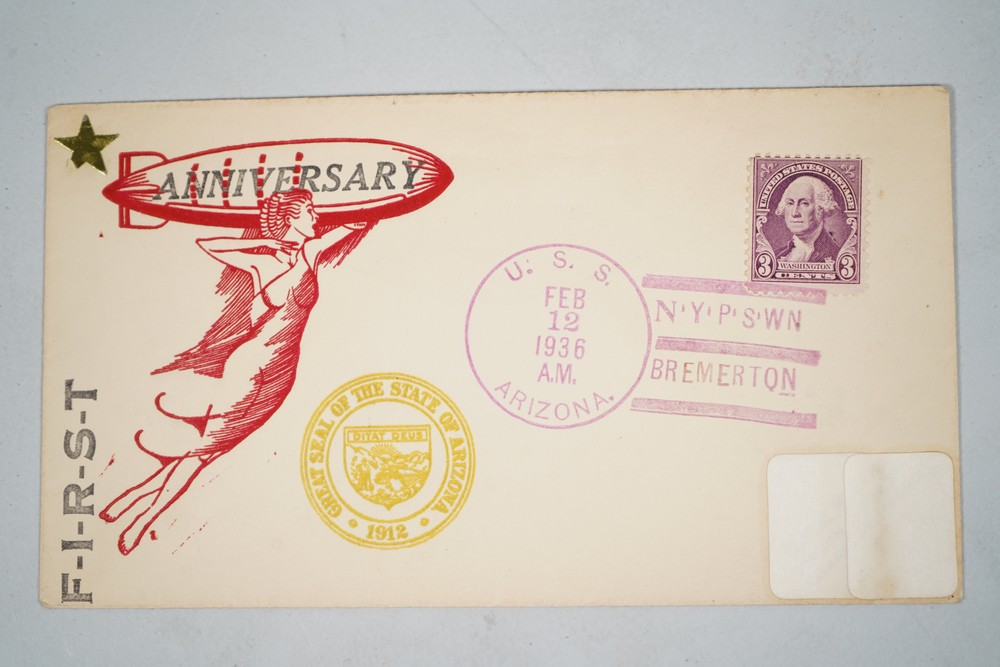 ANNIVERSARY
F-I-R-S-T
GREAT SEAL OF THE STATE OF ARIZONA
DITAT DEUS
1912
U. S. S.
FEB
12
1936
A.M.
ARIZONA.
N·Y·P·S·WN
BREMERTON
UNITED STATES POSTAGE
3 WASHINGTON 3
CENTS